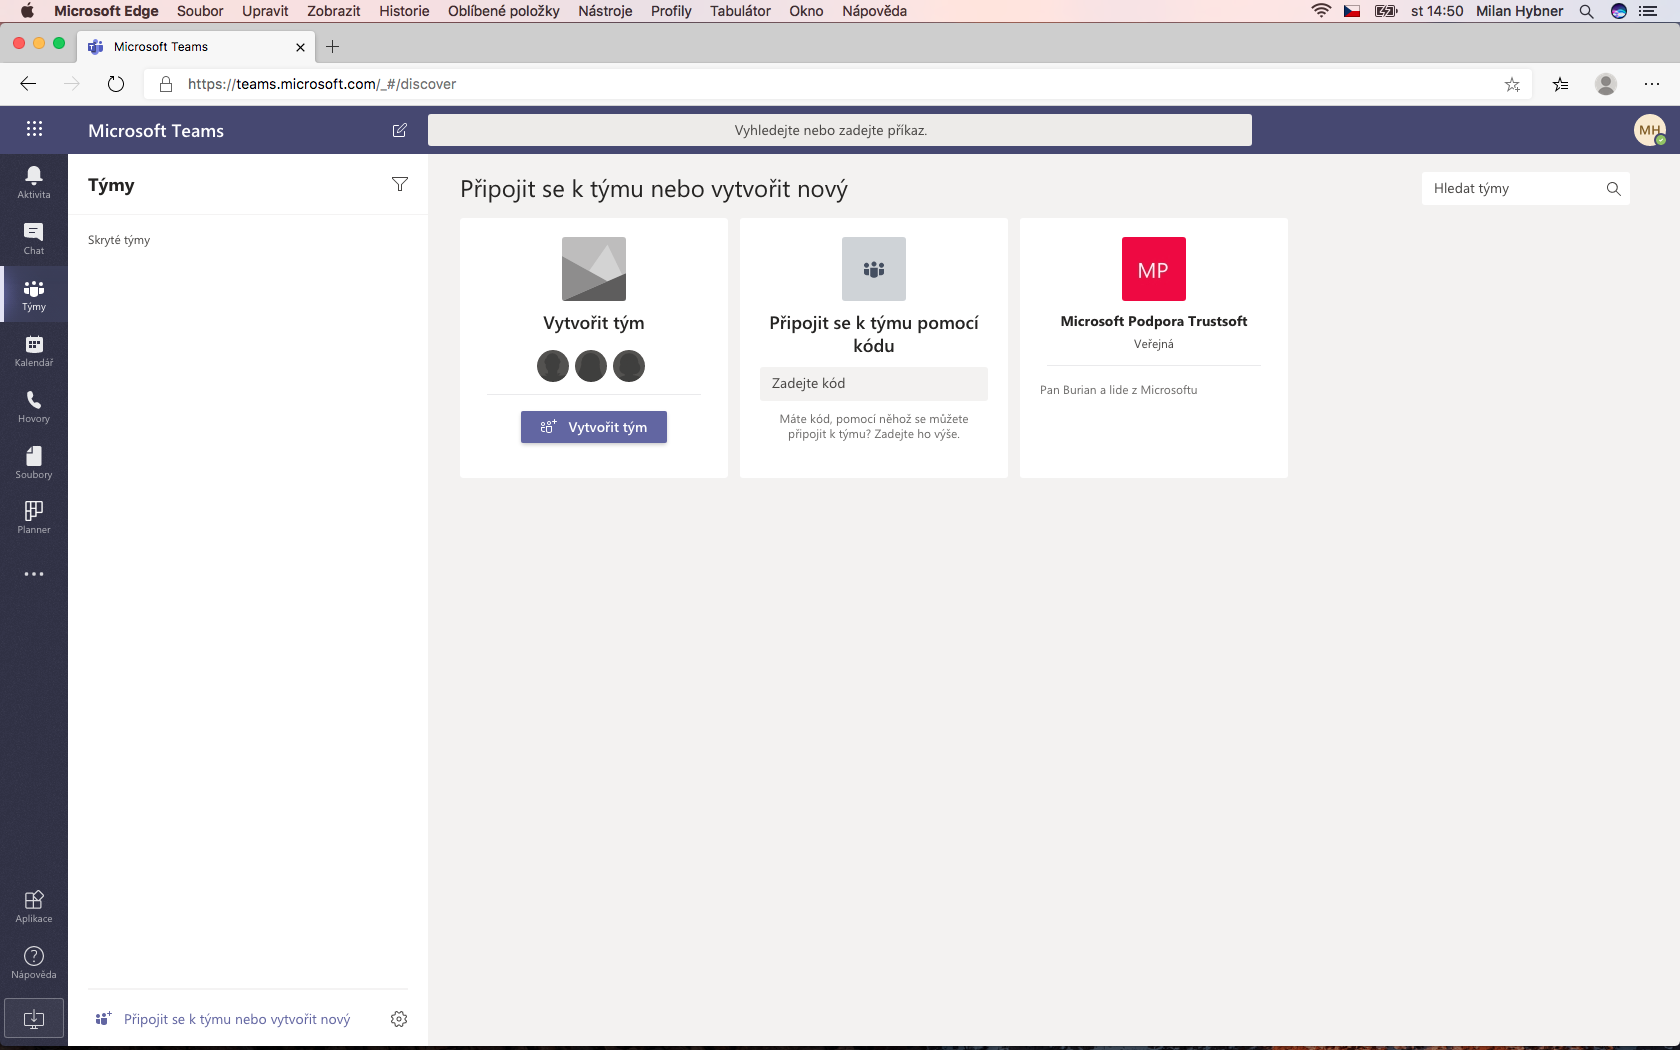 Microsoft Edge Soubor Upravit Zobrazit Historie Oblíbené položky Nástroje Profily Tabulátor Okno Nápověda st 14:50 Milan Hybner
Microsoft Teams
https://teams.microsoft.com/_#/discover
Microsoft Teams
Vyhledejte nebo zadejte příkaz.
MH
Aktivita
Chat
Týmy
Kalendář
Hovory
Soubory
Planner
Aplikace
Nápověda
Týmy
Skryté týmy
Připojit se k týmu nebo vytvořit nový
Připojit se k týmu nebo vytvořit nový
Hledat týmy
Vytvořit tým
Vytvořit tým
Připojit se k týmu pomocí
kódu
Zadejte kód
Máte kód, pomocí něhož se můžete
připojit k týmu? Zadejte ho výše.
MP
Microsoft Podpora Trustsoft
Veřejná
Pan Burian a lide z Microsoftu